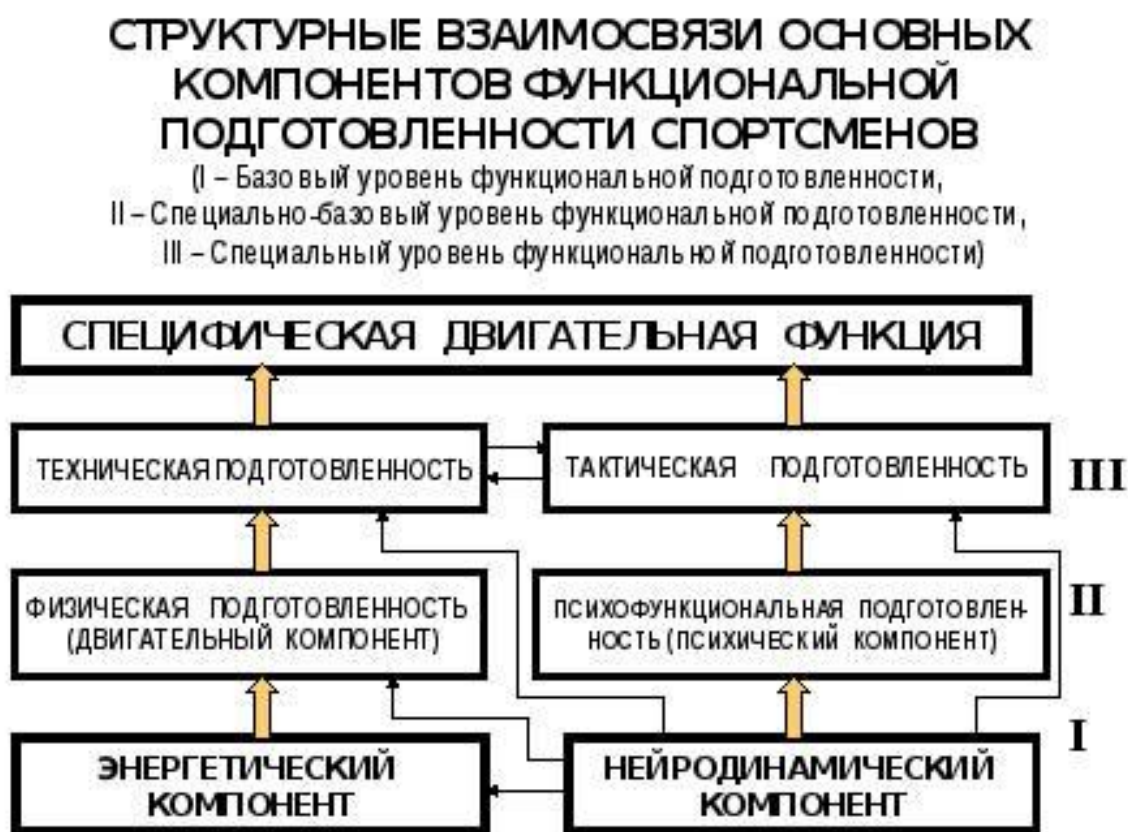 СТРУКТУРНЫЕ ВЗАИМОСВЯЗИ ОСНОВНЫХ
КОМПОНЕНТОВ ФУНКЦИОНАЛЬНОЙ
ПОДГОТОВЛЕННОСТИ СПОРТСМЕНОВ
(I – Базовый уровень функциональной подготовленности,
II – Специально-базовый уровень функциональной подготовленности,
III – Специальный уровень функциональной подготовленности)
СПЕЦИФИЧЕСКАЯ ДВИГАТЕЛЬНАЯ ФУНКЦИЯ
ТЕХНИЧЕСКАЯ ПОДГОТОВЛЕННОСТЬ
ТАКТИЧЕСКАЯ ПОДГОТОВЛЕННОСТЬ
III
ФИЗИЧЕСКАЯ ПОДГОТОВЛЕННОСТЬ
(ДВИГАТЕЛЬНЫЙ КОМПОНЕНТ)
ПСИХОФУНКЦИОНАЛЬНАЯ ПОДГОТОВЛЕН-
НОСТЬ (ПСИХИЧЕСКИЙ КОМПОНЕНТ)
II
ЭНЕРГЕТИЧЕСКИЙ
КОМПОНЕНТ
НЕЙРОДИНАМИЧЕСКИЙ
КОМПОНЕНТ
I